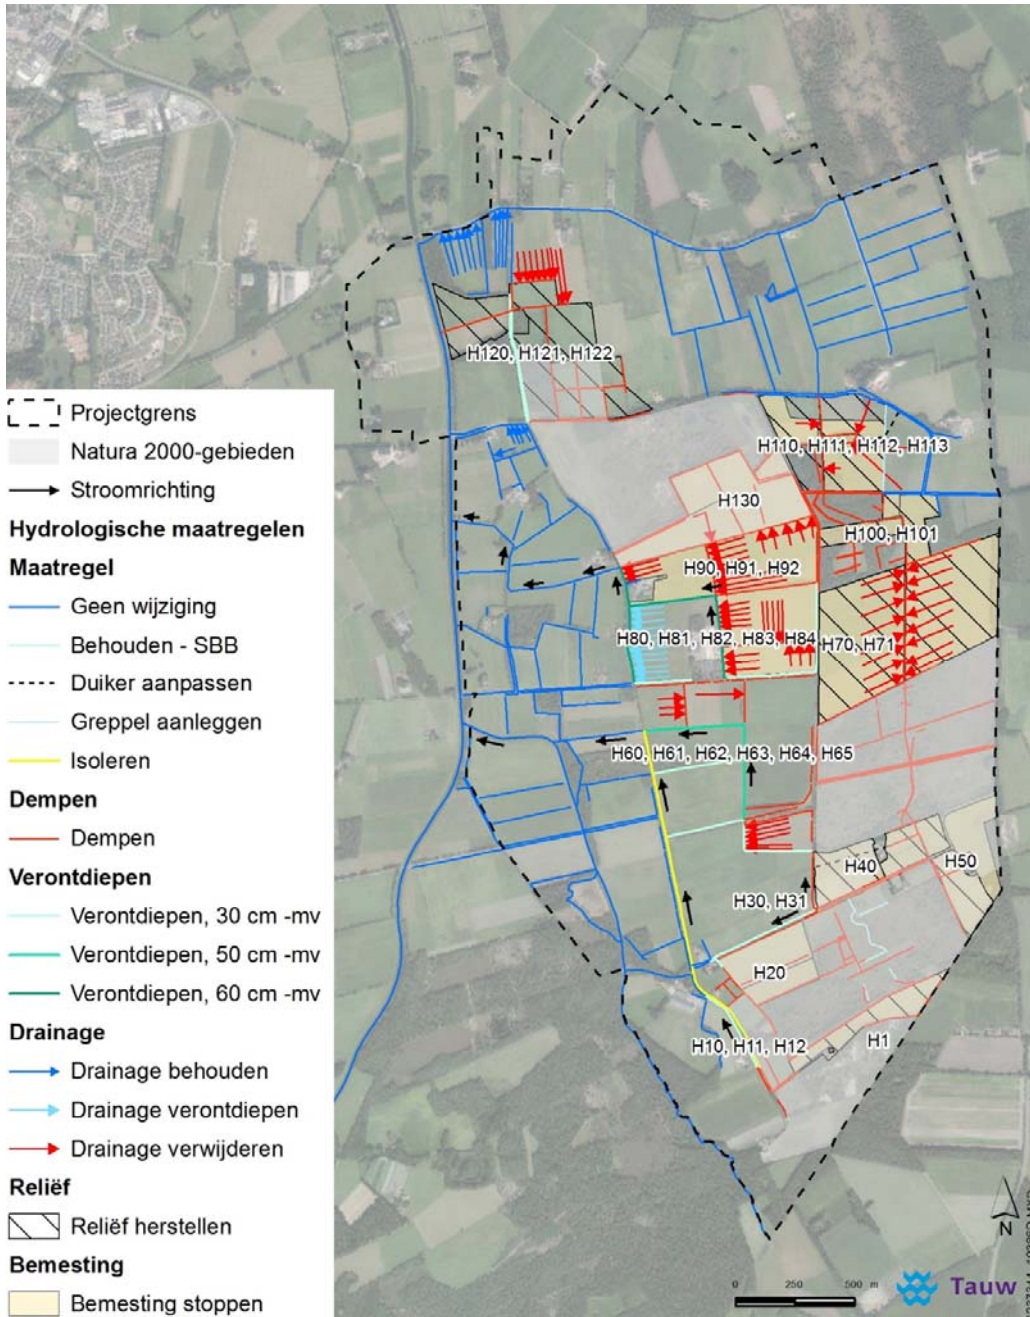 H120, H121, H122
H110, H111, H112, H113
H130
H100, H101
H90, H91, H92
H80, H81, H82, H83, H84
H70, H71
H60, H61, H62, H63, H64, H65
H40
H50
H30, H31
H20
H10, H11, H12
H1
Projectgrens
Natura 2000-gebieden
Stroomrichting
Hydrologische maatregelen
Maatregel
Geen wijziging
Behouden - SBB
Duiker aanpassen
Greppel aanleggen
Isoleren
Dempen
Dempen
Verontdiepen
Verontdiepen, 30 cm -mv
Verontdiepen, 50 cm -mv
Verontdiepen, 60 cm -mv
Drainage
Drainage behouden
Drainage verontdiepen
Drainage verwijderen
Reliëf
Reliëf herstellen
Bemesting
Bemesting stoppen
N
0 250 500 m
Tauw